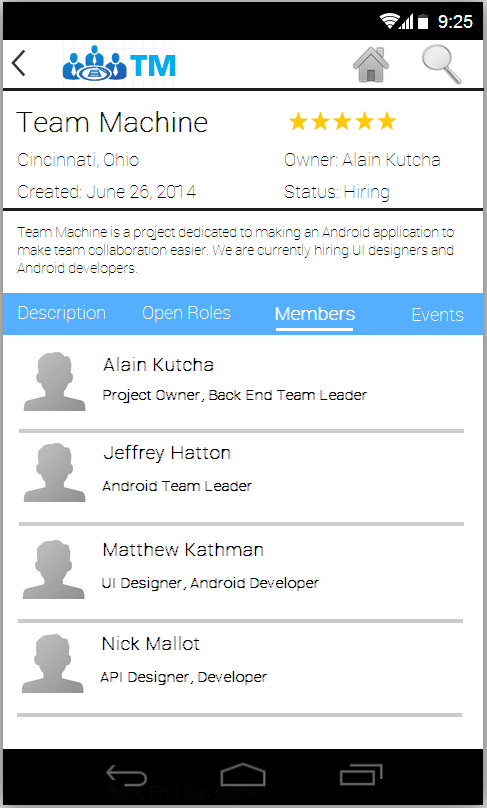 9:25
TM
Team Machine
Cincinnati, Ohio
Owner: Alain Kutcha
Created: June 26, 2014
Status: Hiring
Team Machine is a project dedicated to making an Android application to
make team collaboration easier. We are currently hiring UI designers and
Android developers.
Description Open Roles Members Events
Alain Kutcha
Project Owner, Back End Team Leader
Jeffrey Hatton
Android Team Leader
Matthew Kathman
UI Designer, Android Developer
Nick Mallot
API Designer, Developer
Back End Developer